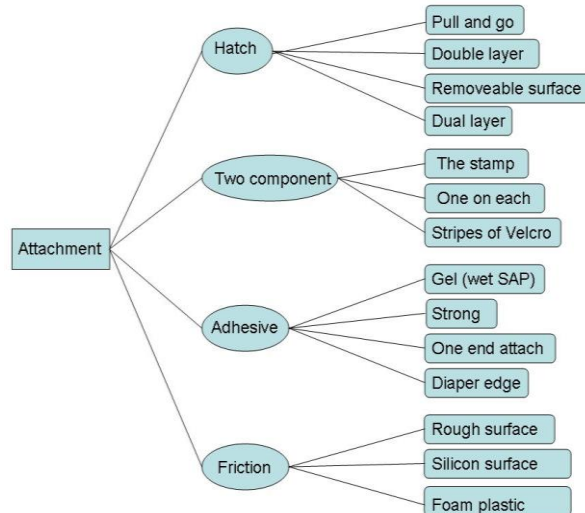 Pull and go
Hatch
Double layer
Removeable surface
Dual layer
The stamp
Two component
One on each
Stripes of Velcro
Attachment
Gel (wet SAP)
Strong
Adhesive
One end attach
Diaper edge
Rough surface
Friction
Silicon surface
Foam plastic